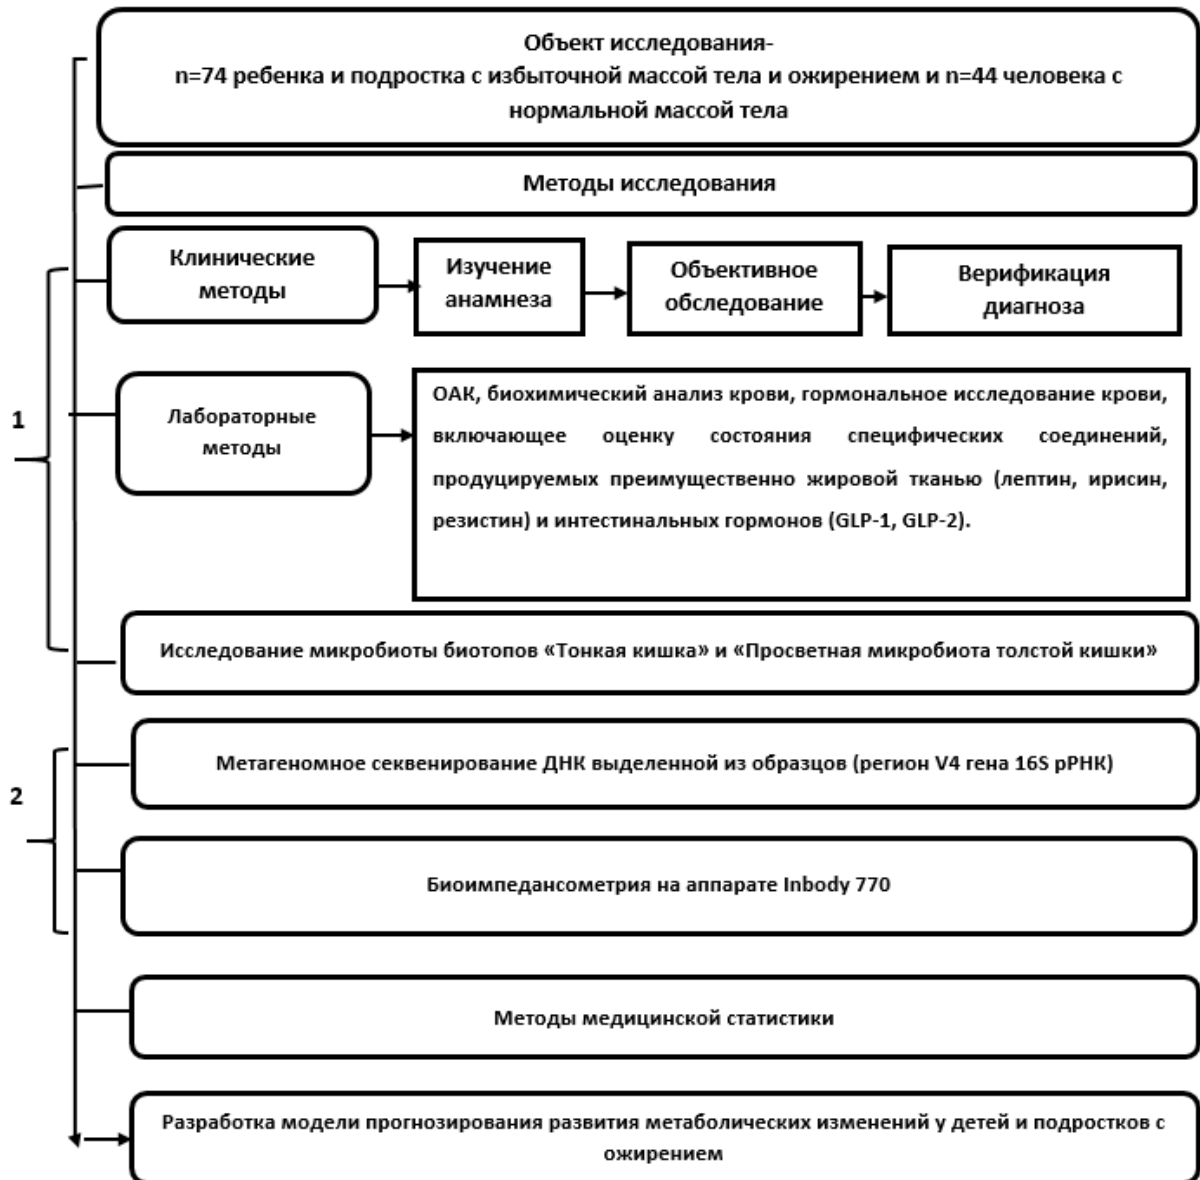 Объект исследования-
n=74 ребенка и подростка с избыточной массой тела и ожирением и n=44 человека с
нормальной массой тела
Методы исследования
Клинические
методы
Изучение
анамнеза
Объективное
обследование
Верификация
диагноза
1
Лабораторные
методы
ОАК, биохимический анализ крови, гормональное исследование крови,
включающее оценку состояния специфических соединений,
продуцируемых преимущественно жировой тканью (лептин, ирисин,
резистин) и интестинальных гормонов (GLP-1, GLP-2).
Исследование микробиоты биотопов «Тонкая кишка» и «Просветная микробиота толстой кишки»
2
Метагеномное секвенирование ДНК выделенной из образцов (регион V4 гена 16S рРНК)
Биоимпедансометрия на аппарате Inbody 770
Методы медицинской статистики
Разработка модели прогнозирования развития метаболических изменений у детей и подростков с
ожирением